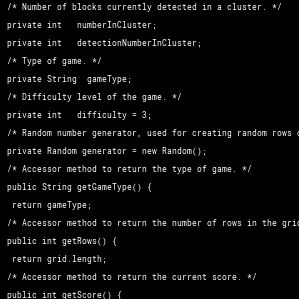 /* Number of blocks currently detected in a cluster. */
private int   numberInCluster;
private int   detectionNumberInCluster;
/* Type of game. */
private String  gameType;
/* Difficulty level of the game. */
private int   difficulty = 3;
/* Random number generator, used for creating random rows
private Random generator = new Random();
/* Accessor method to return the type of game. */
public String getGameType() {
return gameType;
/* Accessor method to return the number of rows in the grid
public int getRows() {
return grid.length;
/* Accessor method to return the current score. */
public int getScore() {